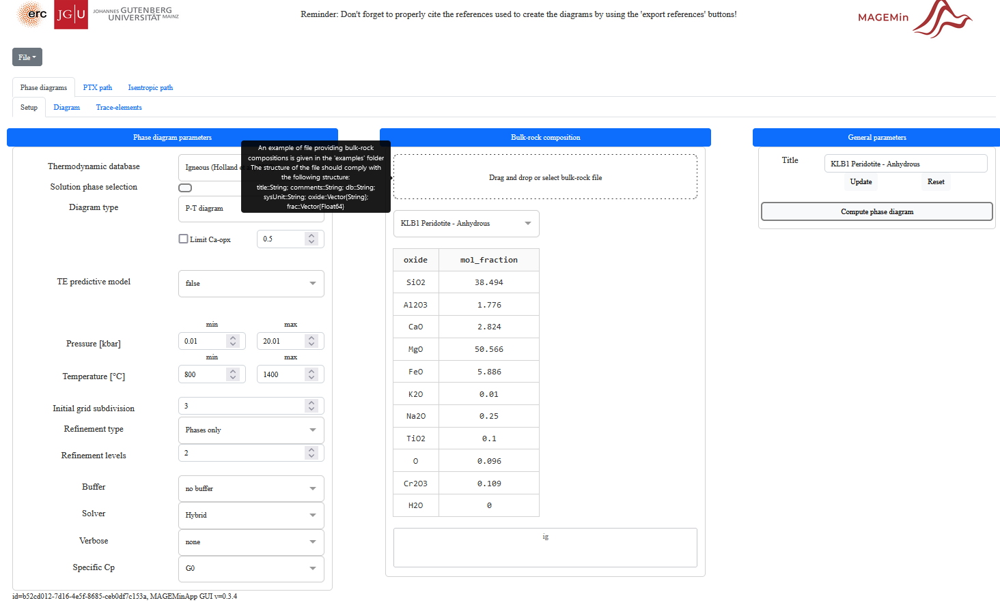 erc
JG|U
JOHANNES GUTENBERG
UNIVERSITÄT MAINZ
Reminder: Don't forget to properly cite the references used to create the diagrams by using the 'export references' buttons!
MAGEMin
File
Phase diagrams
PTX path
Isentropic path
Setup
Diagram
Trace-elements
Phase diagram parameters
Thermodynamic database
Igneous (Holland
Solution phase selection
Diagram type
P-T diagram
Limit Ca-opx
0.5
TE predictive model
false
min
max
Pressure [kbar]
0.01
20.01
min
max
Temperature [°C]
800
1400
Initial grid subdivision
3
Refinement type
Phases only
Refinement levels
2
Buffer
no buffer
Solver
Hybrid
Verbose
none
Specific Cp
G0
An example of file providing bulk-rock
compositions is given in the 'examples' folder
The structure of the file should comply with
the following structure:
title::String; comments::String; db::String;
sysUnit::String; oxide::Vector{String};
frac::Vector{Float64}
Bulk-rock composition
Drag and drop or select bulk-rock file
KLB1 Peridotite - Anhydrous
oxide mol_fraction
SiO2 38.494
Al2O3 1.776
CaO 2.824
MgO 50.566
FeO 5.886
K2O 0.01
Na2O 0.25
TiO2 0.1
O 0.096
Cr2O3 0.109
H2O 0
ig
General parameters
Title
KLB1 Peridotite - Anhydrous
Update
Reset
Compute phase diagram
id=b52cd012-7d16-4e5f-8685-ceb0df7c153a, MAGEMinApp GUI v=0.3.4